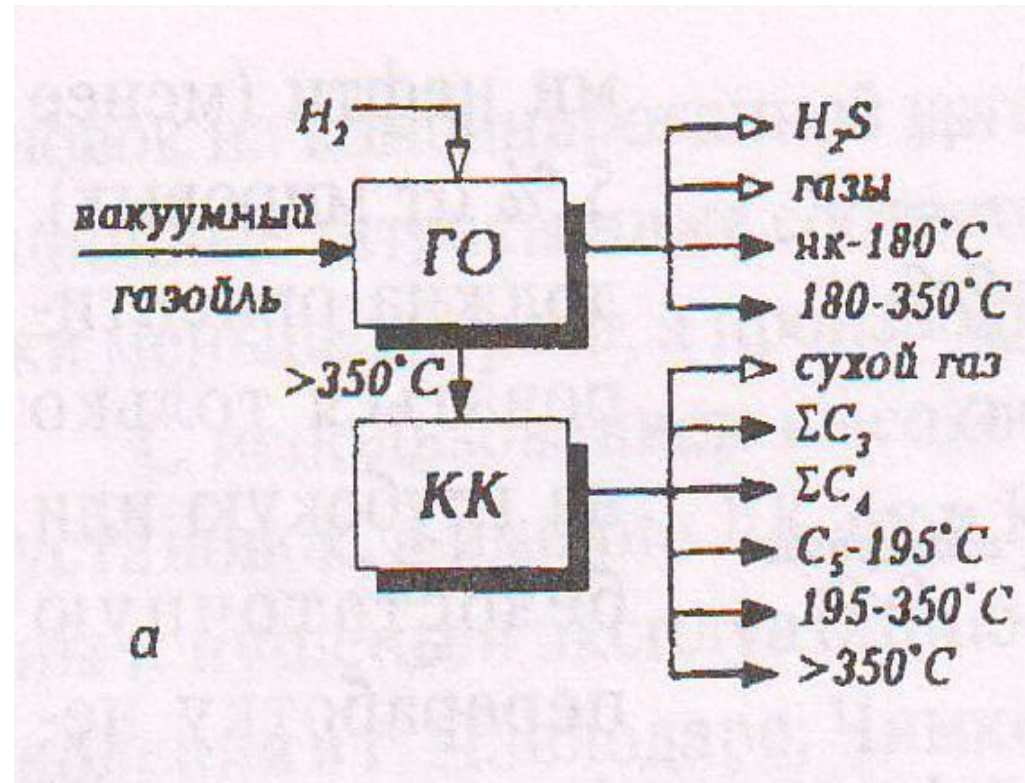 H₂
вакуумный
газойль
ГО
H₂S
газы
нк-180°C
180-350°C
>350°C
КК
сухой газ
ΣC₃
ΣC₄
C₅-195°C
195-350°C
>350°C
а